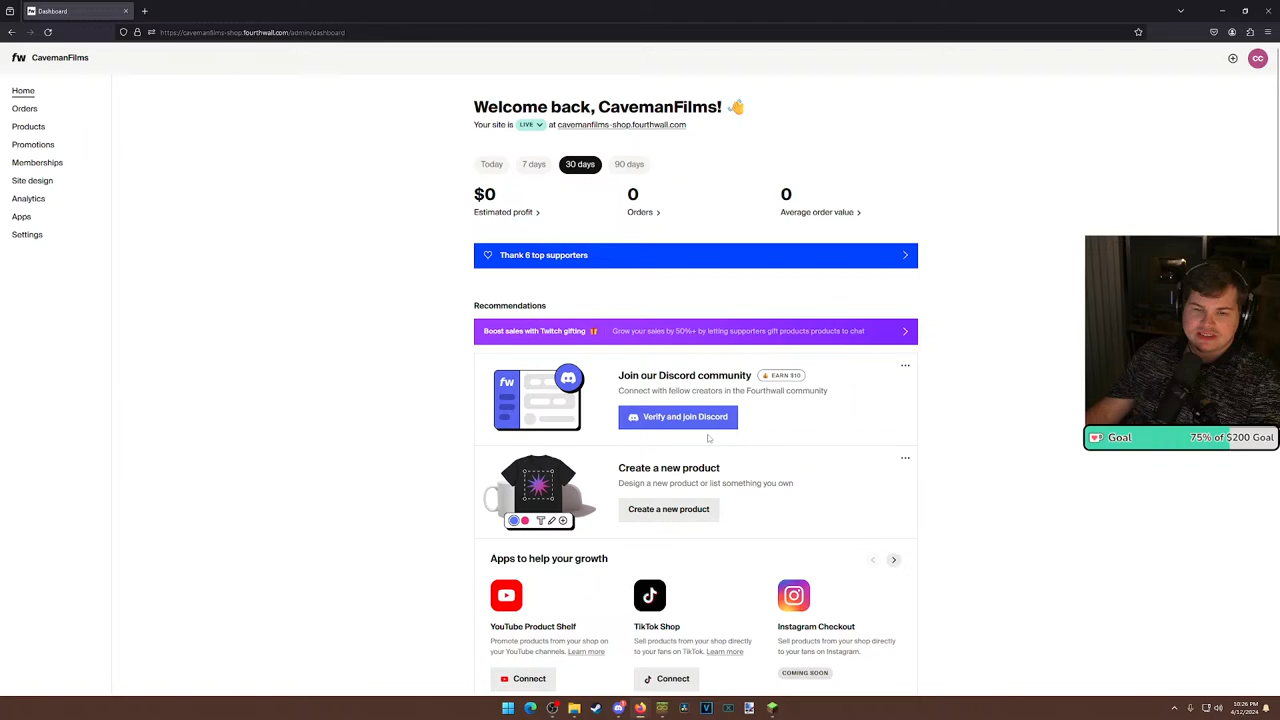 Dashboard
https://cavemanfilms-shop.fourthwall.com/admin/dashboard
fw CavemanFilms
CC
Home
Orders
Products
Promotions
Memberships
Site design
Analytics
Apps
Settings
Welcome back, CavemanFilms! 👋
Your site is LIVE at cavemanfilms-shop.fourthwall.com
Today 7 days 30 days 90 days
$0 0 0
Estimated profit Orders Average order value
Thank 6 top supporters
Recommendations
Boost sales with Twitch gifting Grow your sales by 50%+ by letting supporters gift products products to chat
fw
Join our Discord community EARN $10
Connect with fellow creators in the Fourthwall community
Verify and join Discord
Create a new product
Design a new product or list something you own
Create a new product
Apps to help your growth
YouTube Product Shelf
Promote products from your shop on
your YouTube channels. Learn more
Connect
TikTok Shop
Sell products from your shop directly
to your fans on TikTok. Learn more
Connect
Instagram Checkout
Sell products from your shop directly
to your fans on Instagram.
COMING SOON
Goal 75% of $200 Goal
10:26 PM
4/12/2024